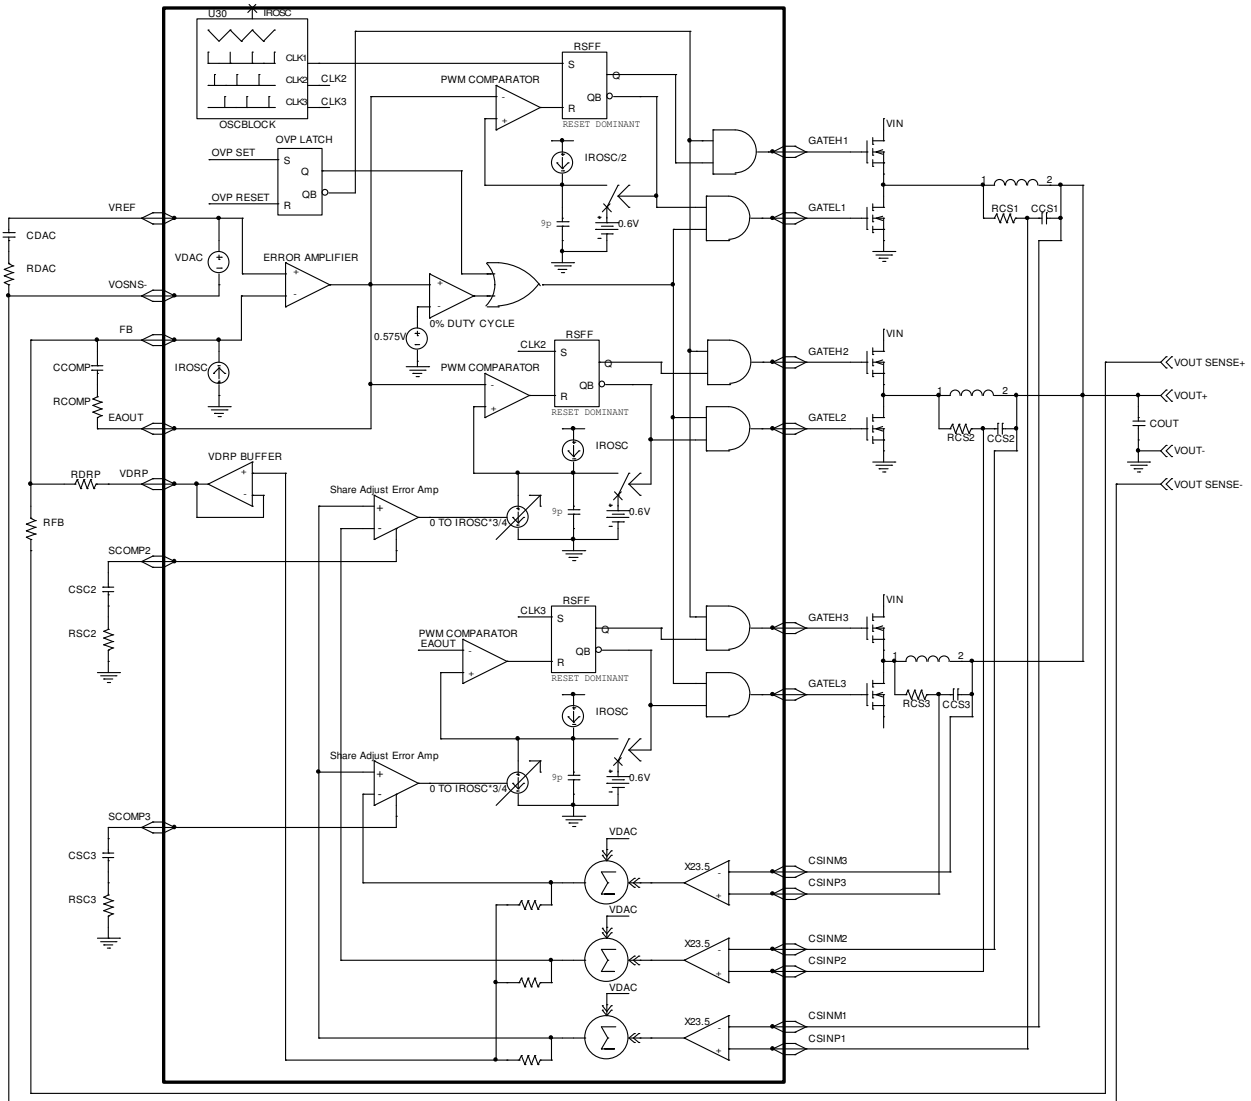 U30
IROSC
CLK1
CLK2
CLK2
CLK3
CLK3
OSCBLOCK
RSFF
S
Q
QB
R
RESET DOMINANT
PWM COMPARATOR
-
+
OVP LATCH
OVP SET
S
Q
QB
OVP RESET
R
IROSC/2
9p
0.6V
GATEH1
VIN
GATEL1
1
2
RCS1
CCS1
VREF
CDAC
RDAC
VDAC
VOSNS-
ERROR AMPLIFIER
+
-
0% DUTY CYCLE
0.575V
FB
IROSC
CCOMP
RCOMP
EAOUT
CLK2
RSFF
S
Q
QB
R
RESET DOMINANT
PWM COMPARATOR
-
+
IROSC
9p
0.6V
0 TO IROSC*3/4
GATEH2
VIN
GATEL2
1
2
RCS2
CCS2
VOUT SENSE+
VOUT+
COUT
VOUT-
VOUT SENSE-
RDRP
VDRP
VDRP BUFFER
+
-
RFB
Share Adjust Error Amp
+
-
SCOMP2
CSC2
RSC2
CLK3
RSFF
S
Q
QB
R
RESET DOMINANT
PWM COMPARATOR
EAOUT
-
+
IROSC
9p
0.6V
0 TO IROSC*3/4
GATEH3
VIN
GATEL3
1
2
RCS3
CCS3
Share Adjust Error Amp
+
-
SCOMP3
CSC3
RSC3
VDAC
Σ
X23.5
-
+
CSINM3
CSINP3
VDAC
Σ
X23.5
-
+
CSINM2
CSINP2
VDAC
Σ
X23.5
-
+
CSINM1
CSINP1